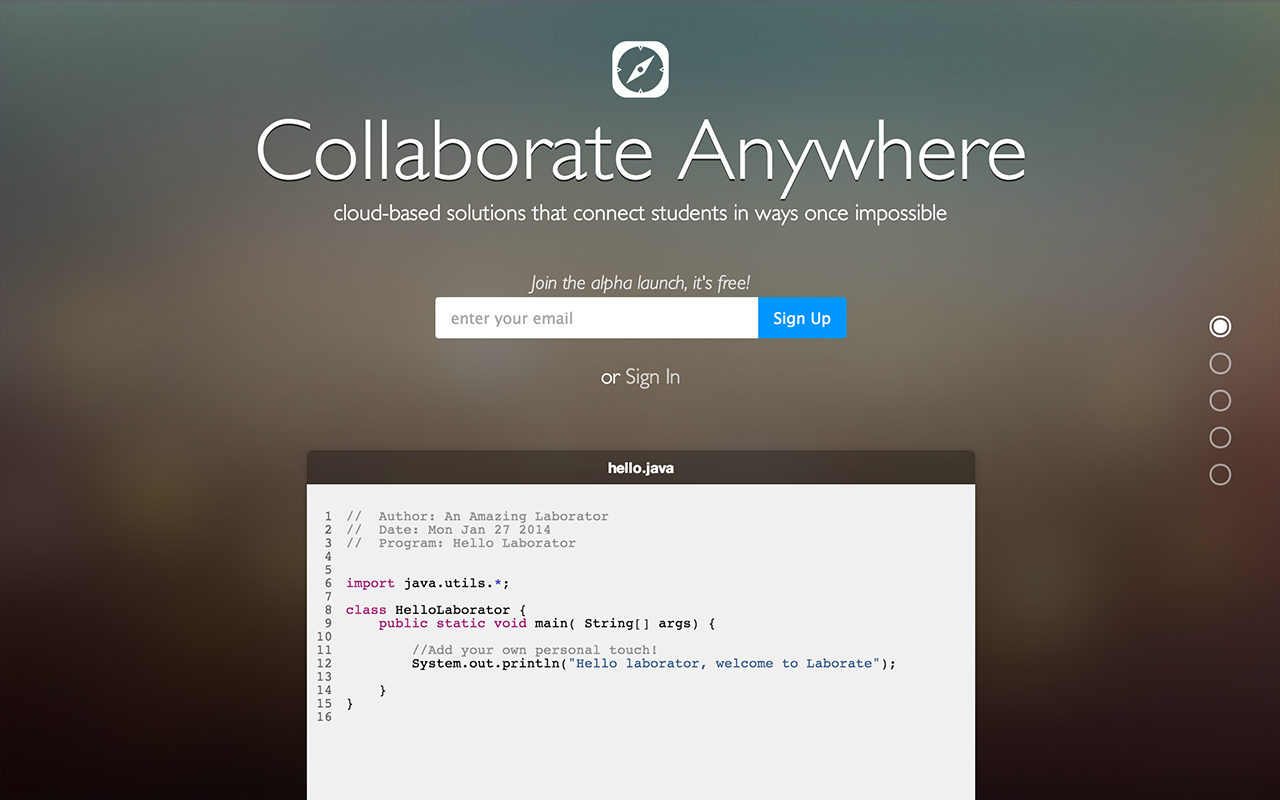 Collaborate Anywhere
cloud-based solutions that connect students in ways once impossible
Join the alpha launch, it's free!
enter your email Sign Up
or Sign In
hello.java
1 // Author: An Amazing Laborator
2 // Date: Mon Jan 27 2014
3 // Program: Hello Laborator
4
5
6 import java.utils.*;
7
8 class HelloLaborator {
9     public static void main( String[] args) {
10
11         //Add your own personal touch!
12         System.out.println("Hello laborator, welcome to Laborate");
13
14     }
15 }
16